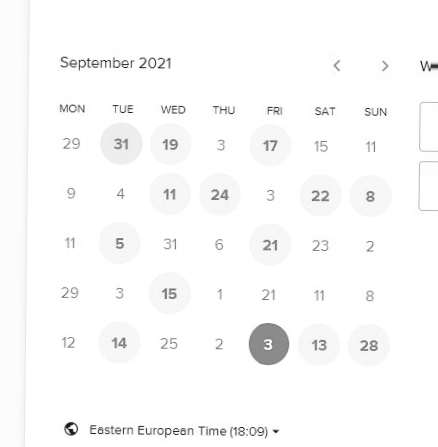 September 2021
MON TUE WED THU FRI SAT SUN
29 31 19 3 17 15 11
9 4 11 24 3 22 8
11 5 31 6 21 23 2
29 3 15 1 21 11 8
12 14 25 2 3 13 28
Eastern European Time (18:09)